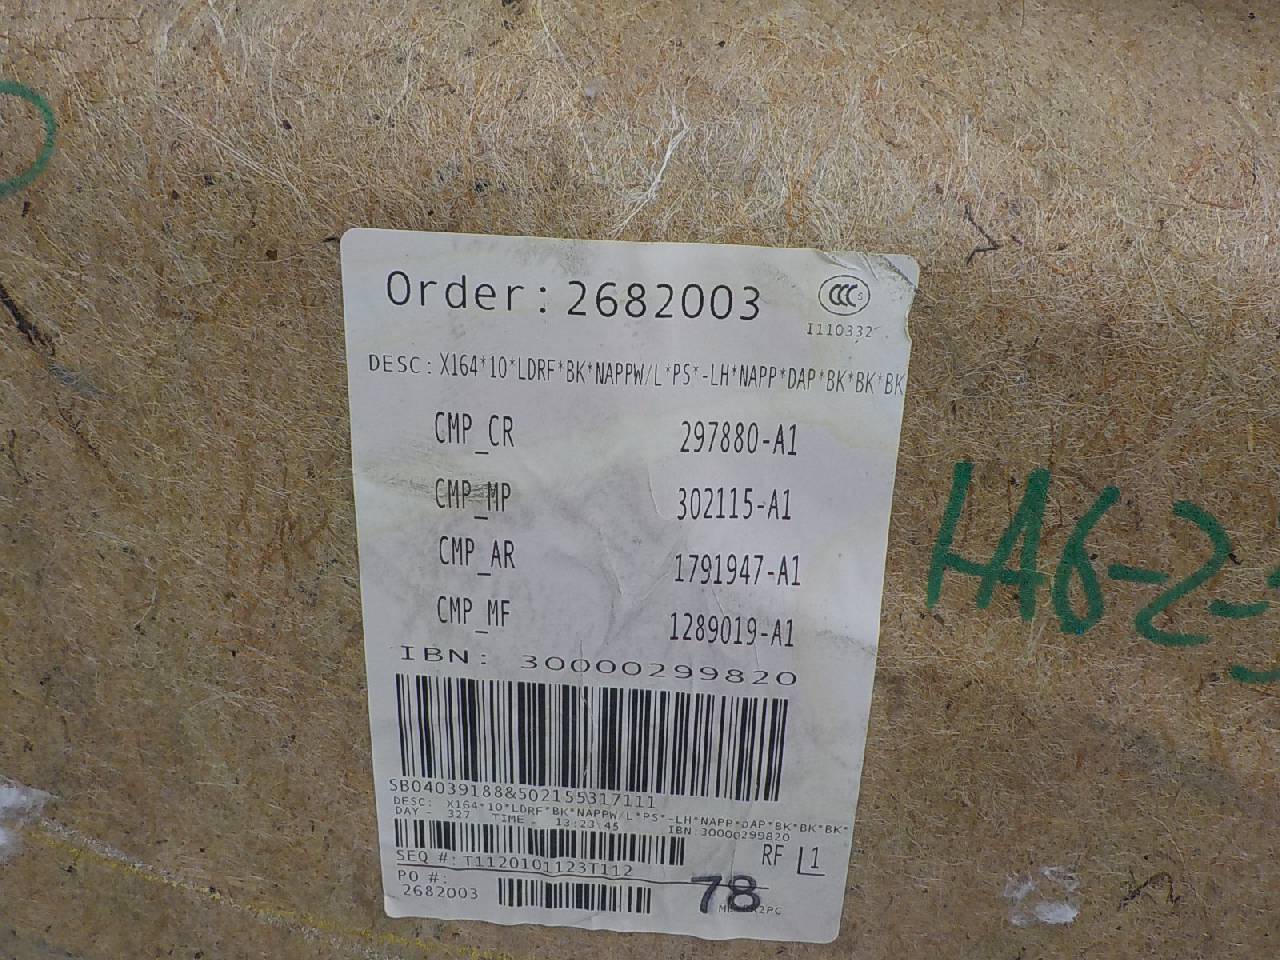 Order: 2682003
CCC S
I110332
DESC: X164*10*LDRF*BK*NAPPW/L*PS*-LH*NAPP*DAP*BK*BK*BK
CMP_CR 297880-A1
CMP_MP 302115-A1
CMP_AR 1791947-A1
CMP_MF 1289019-A1
IBN: 30000299820
SB04039188&502155317111
DESC: X164*10*LDRF*BK*NAPPW/L*PS*-LH*NAPP*DAP*BK*BK*BK*
DAY - 327 TIME - 13:23:45 IBN:30000299820
RF L1
SEQ #: T1120101123T112
PO #:
2682003
78
HA6-2-